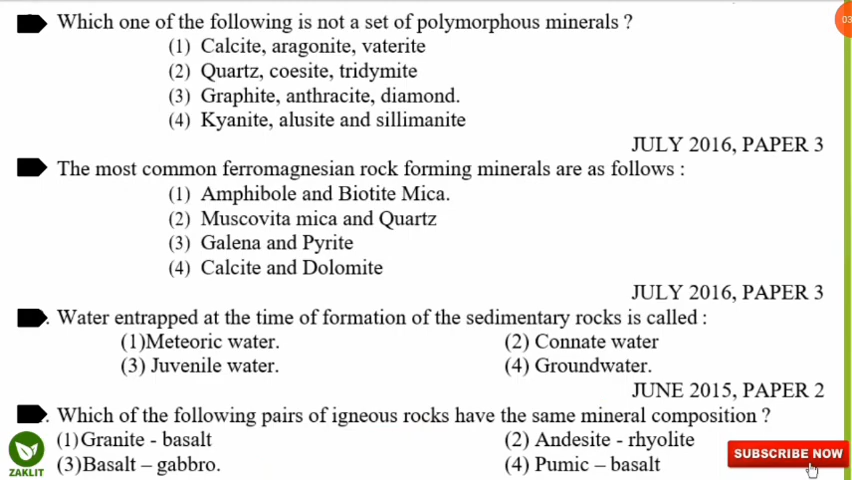 Which one of the following is not a set of polymorphous minerals ?
(1) Calcite, aragonite, vaterite
(2) Quartz, coesite, tridymite
(3) Graphite, anthracite, diamond.
(4) Kyanite, alusite and sillimanite
JULY 2016, PAPER 3
The most common ferromagnesian rock forming minerals are as follows :
(1) Amphibole and Biotite Mica.
(2) Muscovita mica and Quartz
(3) Galena and Pyrite
(4) Calcite and Dolomite
JULY 2016, PAPER 3
. Water entrapped at the time of formation of the sedimentary rocks is called :
(1)Meteoric water. (2) Connate water
(3) Juvenile water. (4) Groundwater.
JUNE 2015, PAPER 2
Which of the following pairs of igneous rocks have the same mineral composition ?
(1)Granite - basalt (2) Andesite - rhyolite
(3)Basalt – gabbro. (4) Pumic – basalt
ZAKLIT
SUBSCRIBE NOW